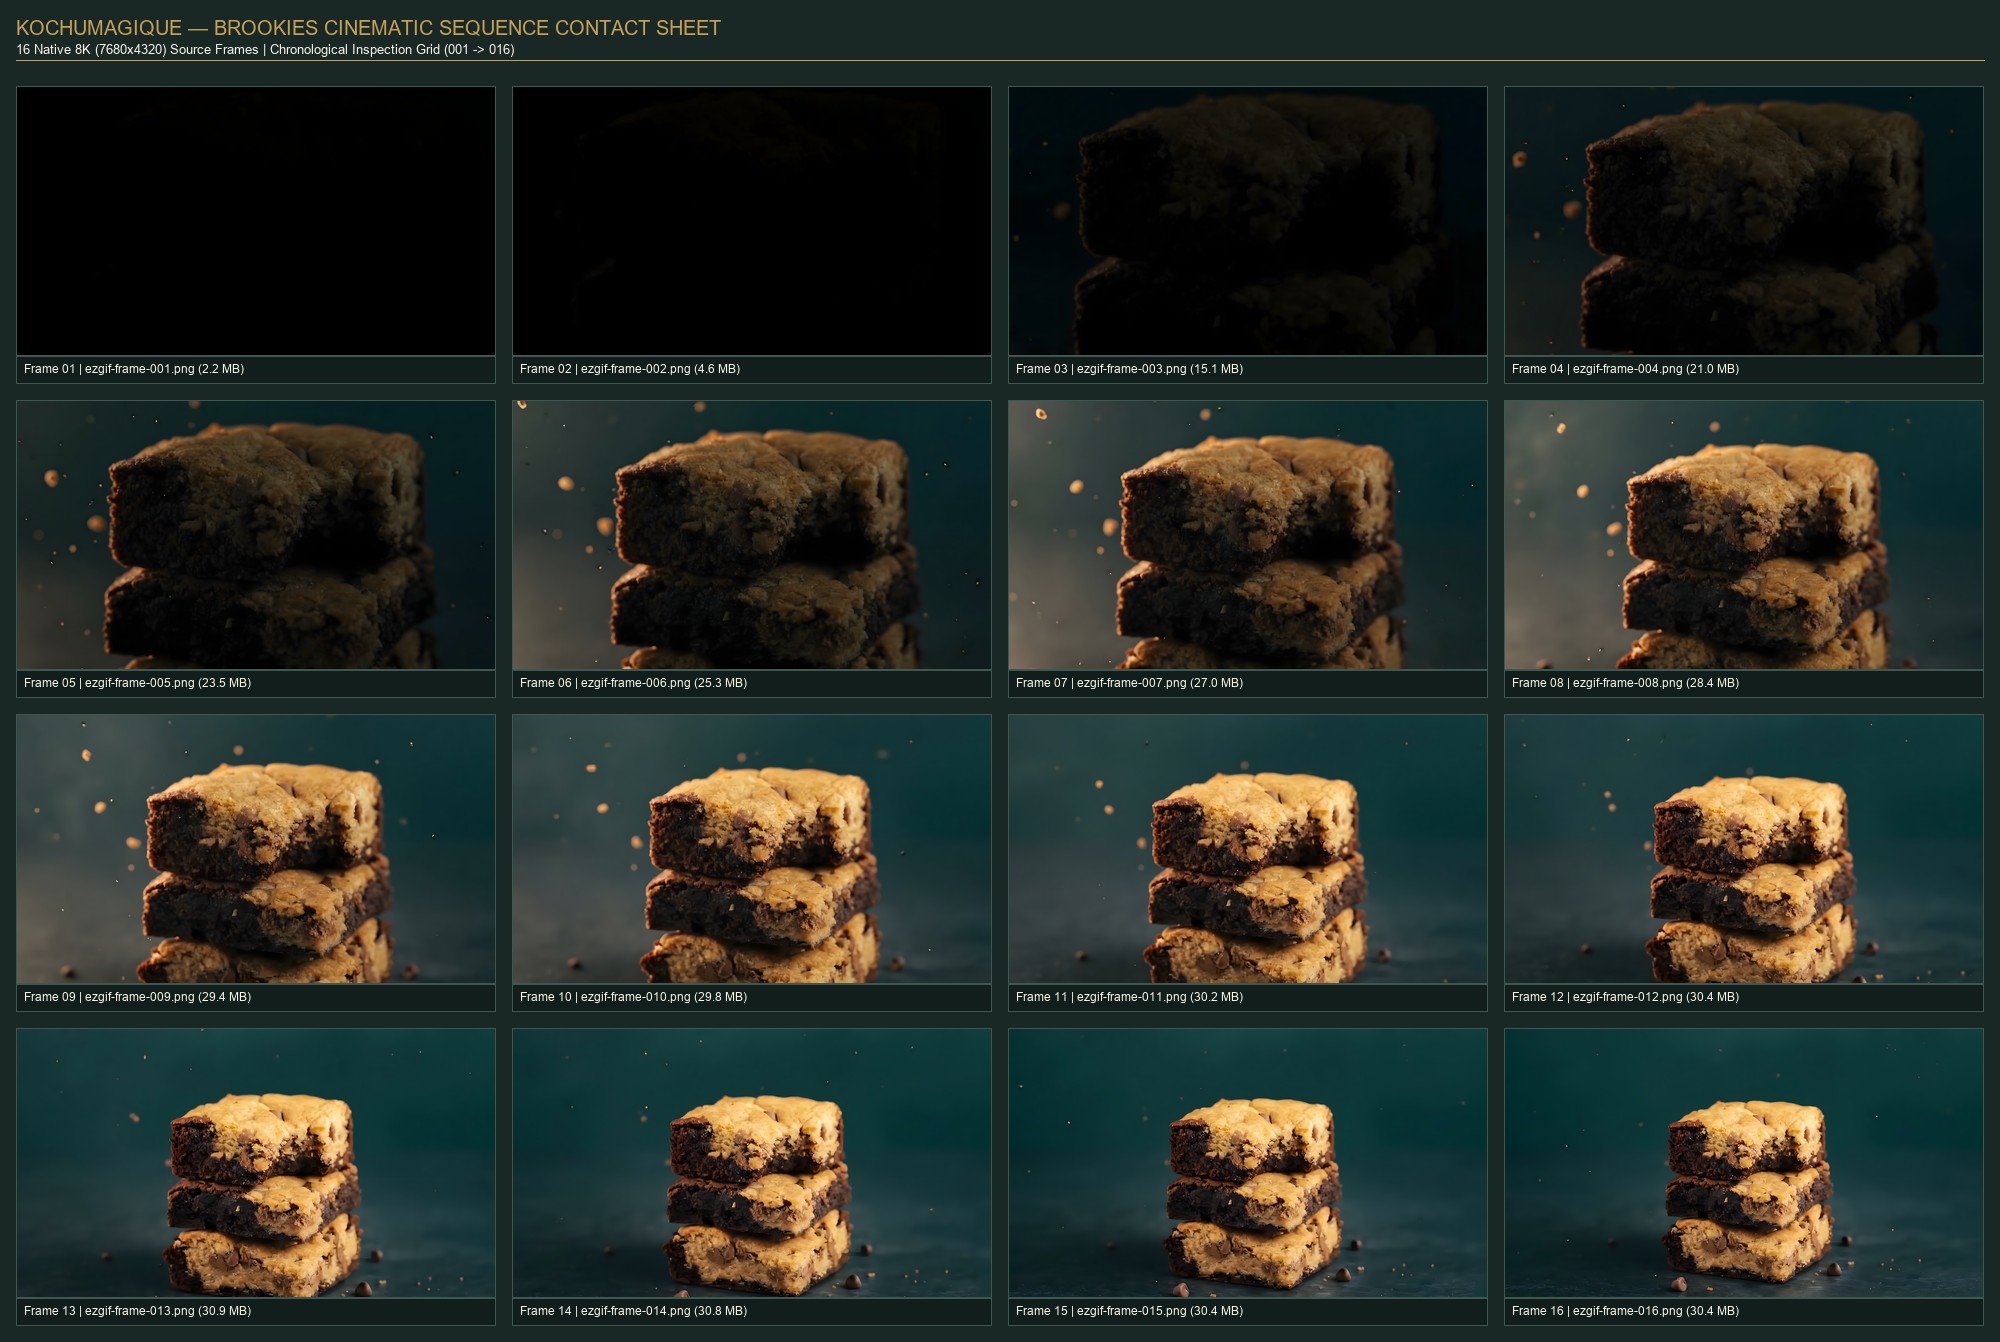 KOCHUMAGIQUE — BROOKIES CINEMATIC SEQUENCE CONTACT SHEET
16 Native 8K (7680x4320) Source Frames | Chronological Inspection Grid (001 -> 016)
Frame 01 | ezgif-frame-001.png (2.2 MB)
Frame 02 | ezgif-frame-002.png (4.6 MB)
Frame 03 | ezgif-frame-003.png (15.1 MB)
Frame 04 | ezgif-frame-004.png (21.0 MB)
Frame 05 | ezgif-frame-005.png (23.5 MB)
Frame 06 | ezgif-frame-006.png (25.3 MB)
Frame 07 | ezgif-frame-007.png (27.0 MB)
Frame 08 | ezgif-frame-008.png (28.4 MB)
Frame 09 | ezgif-frame-009.png (29.4 MB)
Frame 10 | ezgif-frame-010.png (29.8 MB)
Frame 11 | ezgif-frame-011.png (30.2 MB)
Frame 12 | ezgif-frame-012.png (30.4 MB)
Frame 13 | ezgif-frame-013.png (30.9 MB)
Frame 14 | ezgif-frame-014.png (30.8 MB)
Frame 15 | ezgif-frame-015.png (30.4 MB)
Frame 16 | ezgif-frame-016.png (30.4 MB)